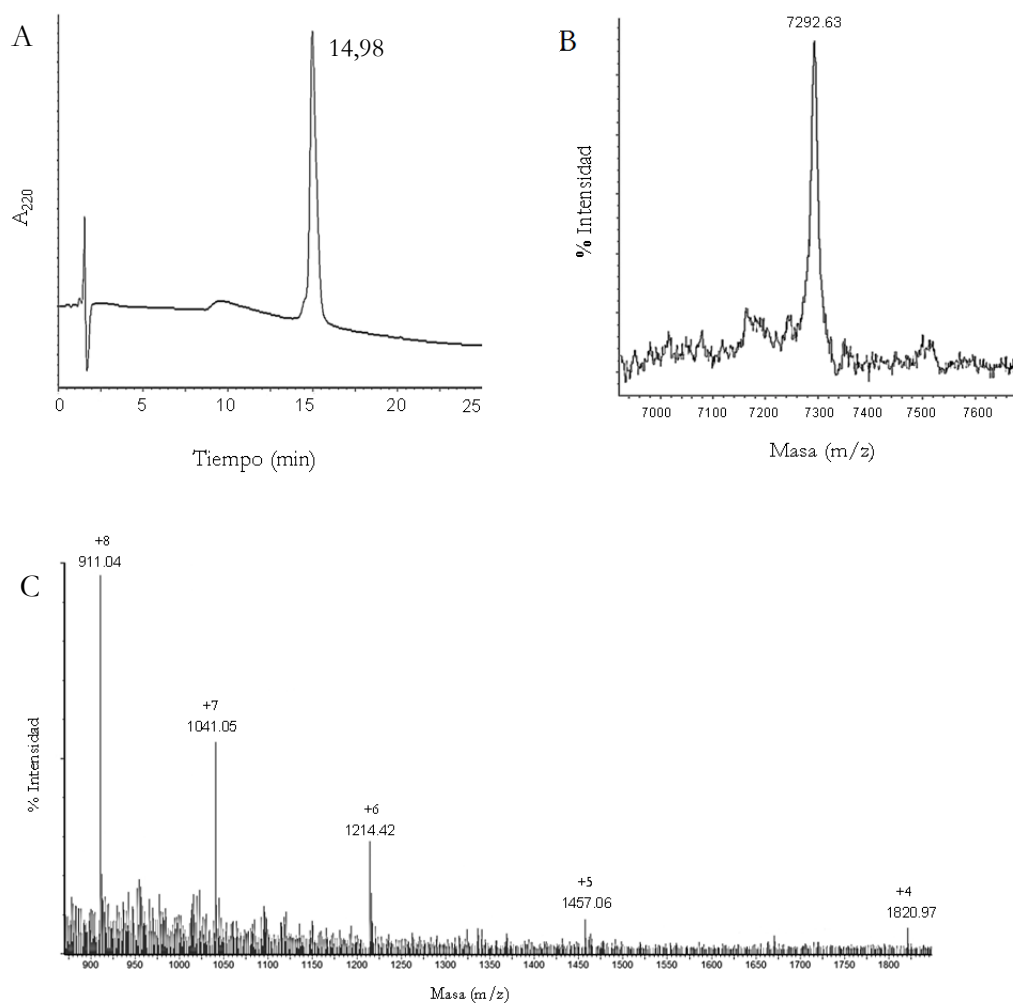 A
14,98
A220
0 5 10 15 20 25
Tiempo (min)
B
7292.63
% Intensidad
7000 7100 7200 7300 7400 7500 7600
Masa (m/z)
C
+8
911.04
+7
1041.05
+6
1214.42
+5
1457.06
+4
1820.97
% Intensidad
900 950 1000 1050 1100 1150 1200 1250 1300 1350 1400 1450 1500 1550 1600 1650 1700 1750 1800
Masa (m/z)